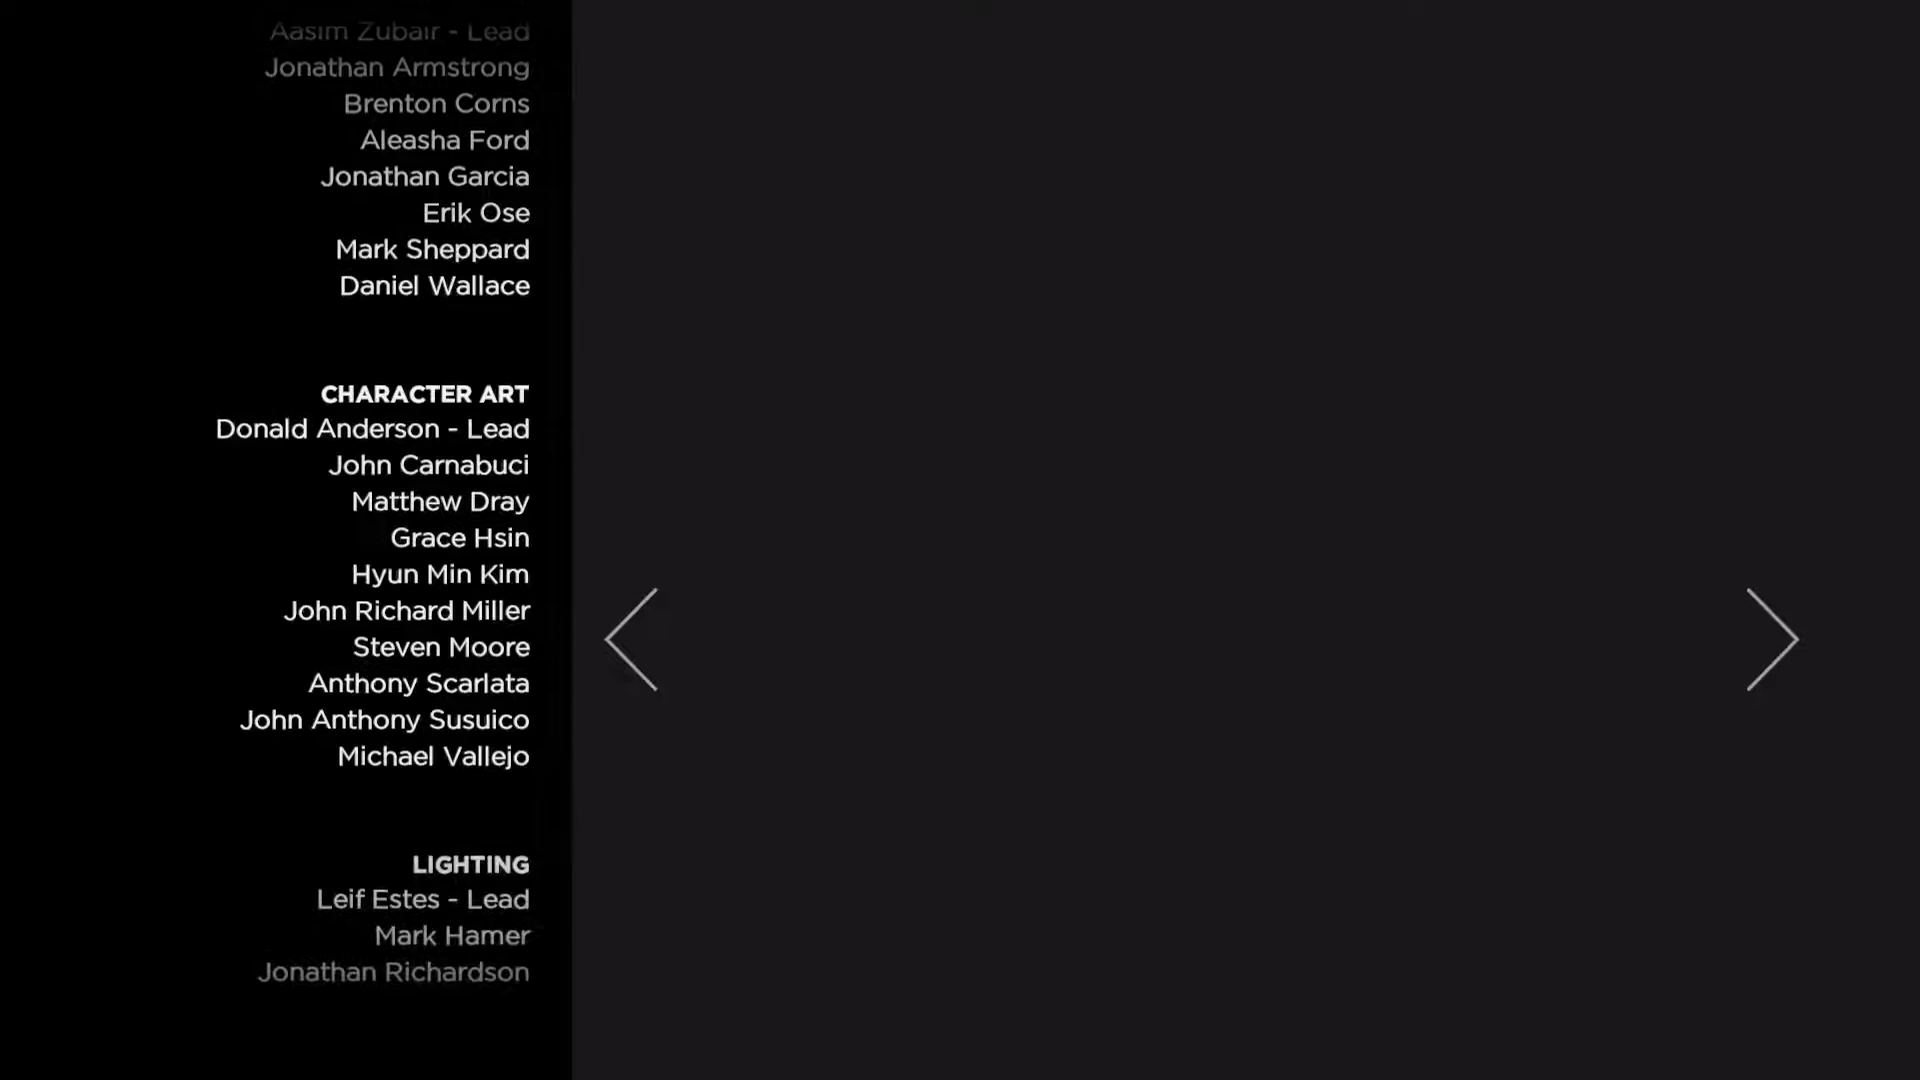 Aasim Zubair - Lead
Jonathan Armstrong
Brenton Corns
Aleasha Ford
Jonathan Garcia
Erik Ose
Mark Sheppard
Daniel Wallace
CHARACTER ART
Donald Anderson - Lead
John Carnabuci
Matthew Dray
Grace Hsin
Hyun Min Kim
John Richard Miller
Steven Moore
Anthony Scarlata
John Anthony Susuico
Michael Vallejo
LIGHTING
Leif Estes - Lead
Mark Hamer
Jonathan Richardson